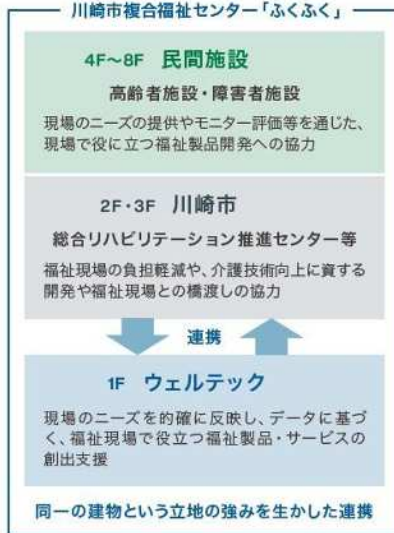 川崎市複合福祉センター「ふくふく」
4F〜8F 民間施設
高齢者施設・障害者施設
現場のニーズの提供やモニター評価等を通じた、
現場で役に立つ福祉製品開発への協力
2F・3F 川崎市
総合リハビリテーション推進センター等
福祉現場の負担軽減や、介護技術向上に資する
開発や福祉現場との橋渡しの協力
連携
1F ウェルテック
現場のニーズを的確に反映し、データに基づ
く、福祉現場で役立つ福祉製品・サービスの
創出支援
同一の建物という立地の強みを生かした連携